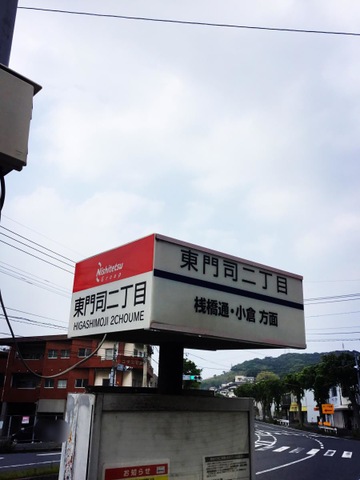 Nishitetsu
Group
東門司二丁目
HIGASHIMOJI 2CHOUME
東門司二丁目
桟橋通・小倉 方面
お知らせ